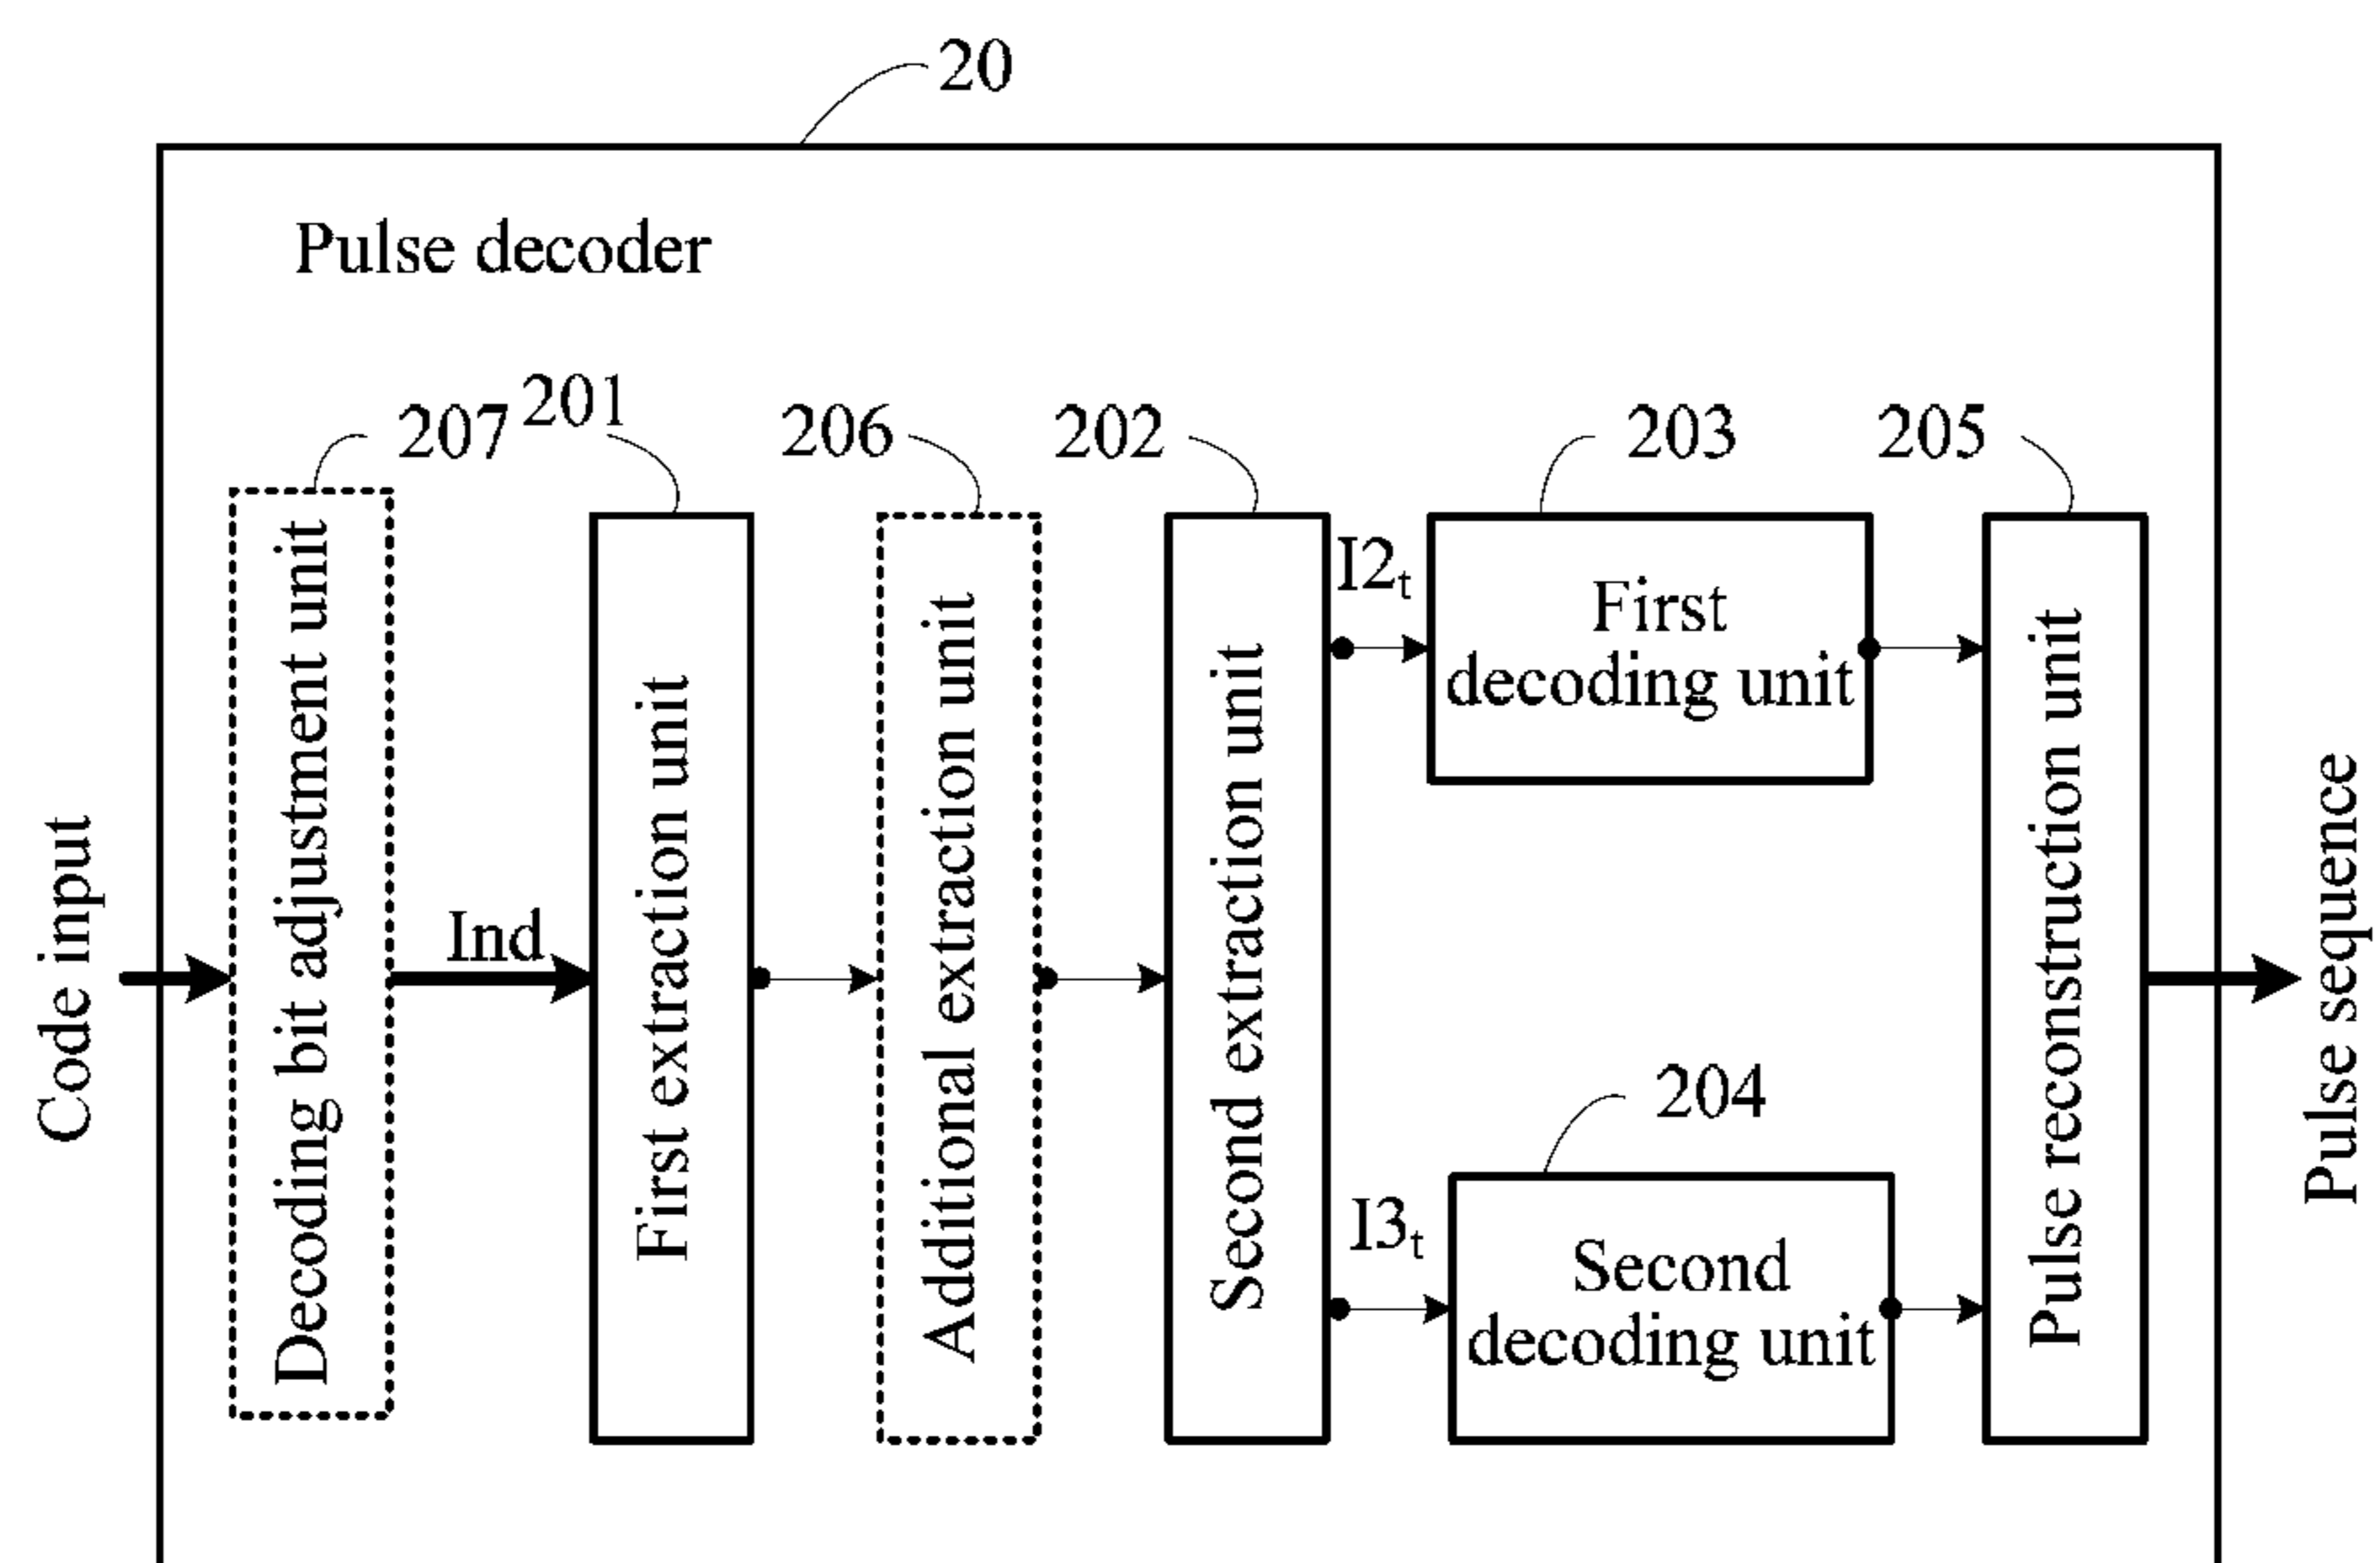 20
Pulse decoder
207
201
206
202
203
205
Code input
Decoding bit adjustment unit
Ind
First extraction unit
Additional extraction unit
Second extraction unit
I2t
First
decoding unit
204
I3t
Second
decoding unit
Pulse reconstruction unit
Pulse sequence